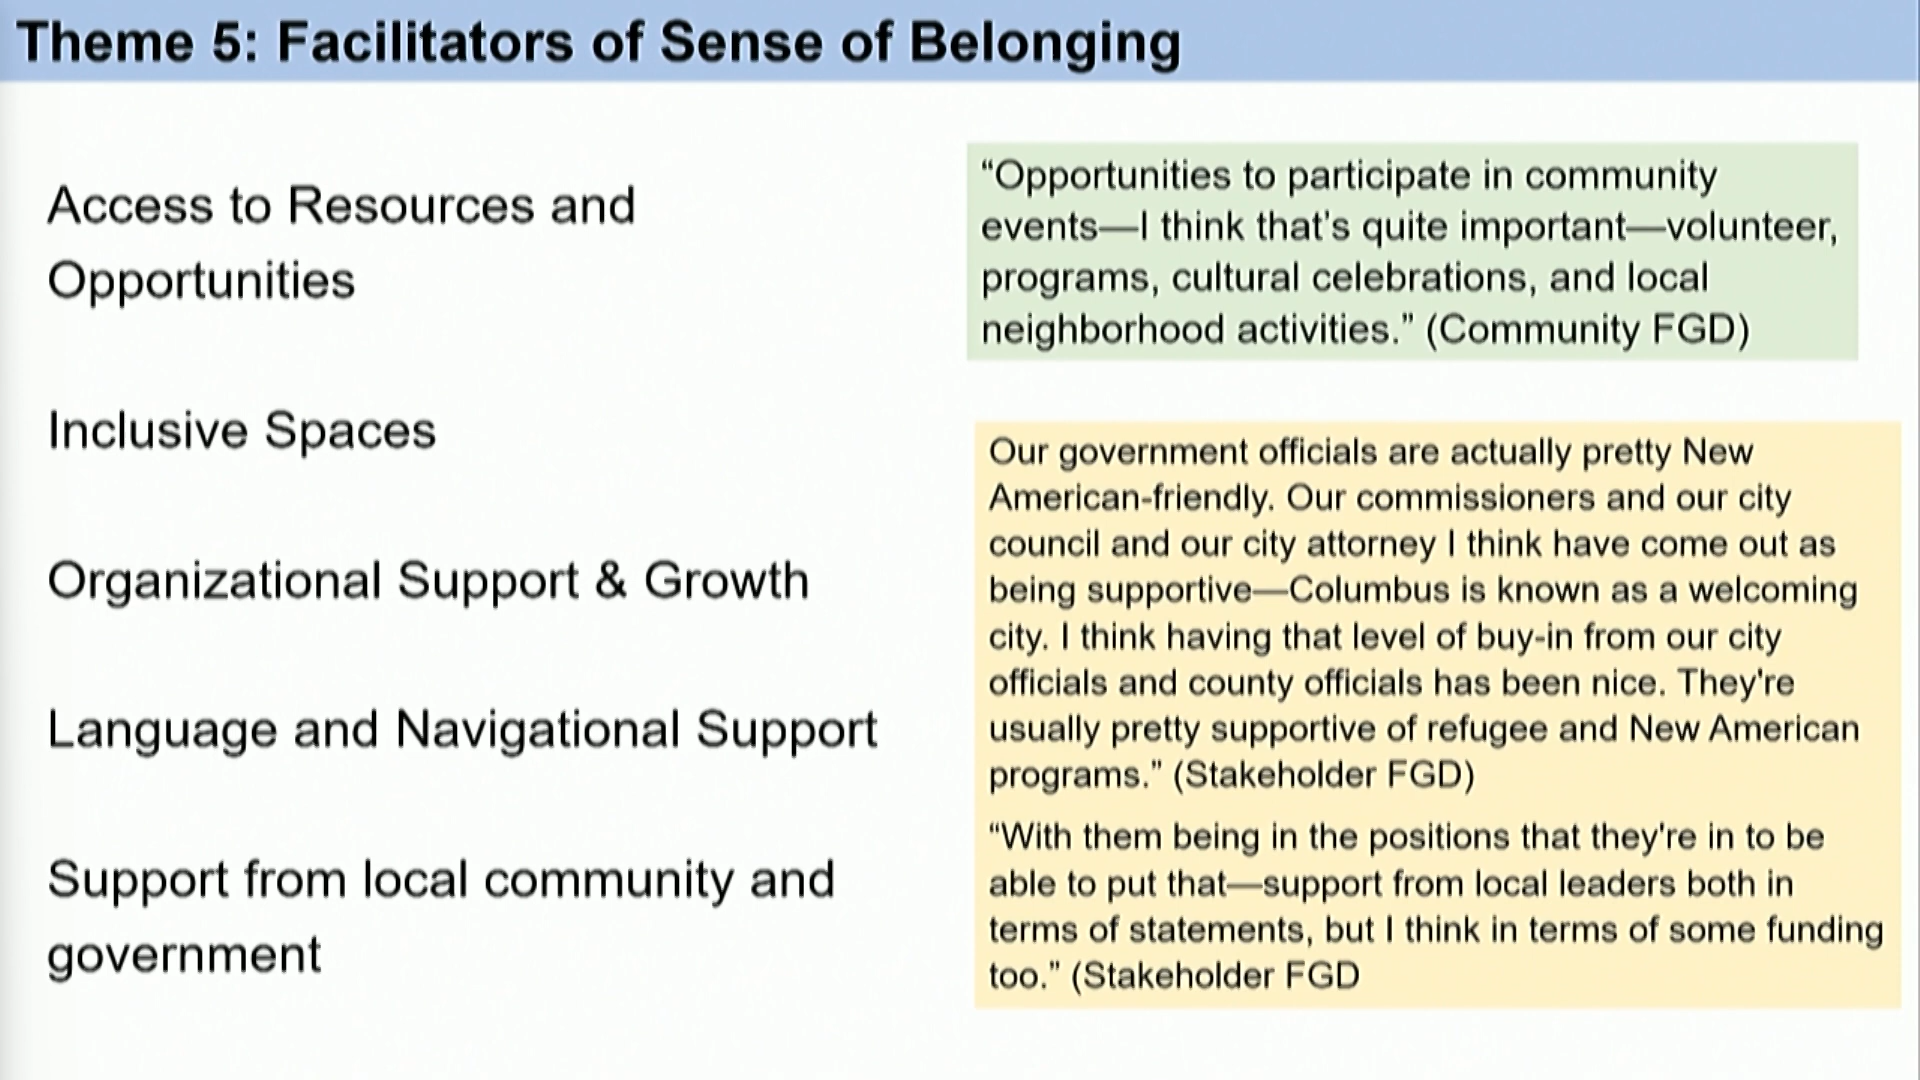 Theme 5: Facilitators of Sense of Belonging
Access to Resources and
Opportunities
Inclusive Spaces
Organizational Support & Growth
Language and Navigational Support
Support from local community and
government
“Opportunities to participate in community
events—I think that’s quite important—volunteer,
programs, cultural celebrations, and local
neighborhood activities.” (Community FGD)
Our government officials are actually pretty New
American-friendly. Our commissioners and our city
council and our city attorney I think have come out as
being supportive—Columbus is known as a welcoming
city. I think having that level of buy-in from our city
officials and county officials has been nice. They're
usually pretty supportive of refugee and New American
programs.” (Stakeholder FGD)
“With them being in the positions that they're in to be
able to put that—support from local leaders both in
terms of statements, but I think in terms of some funding
too.” (Stakeholder FGD